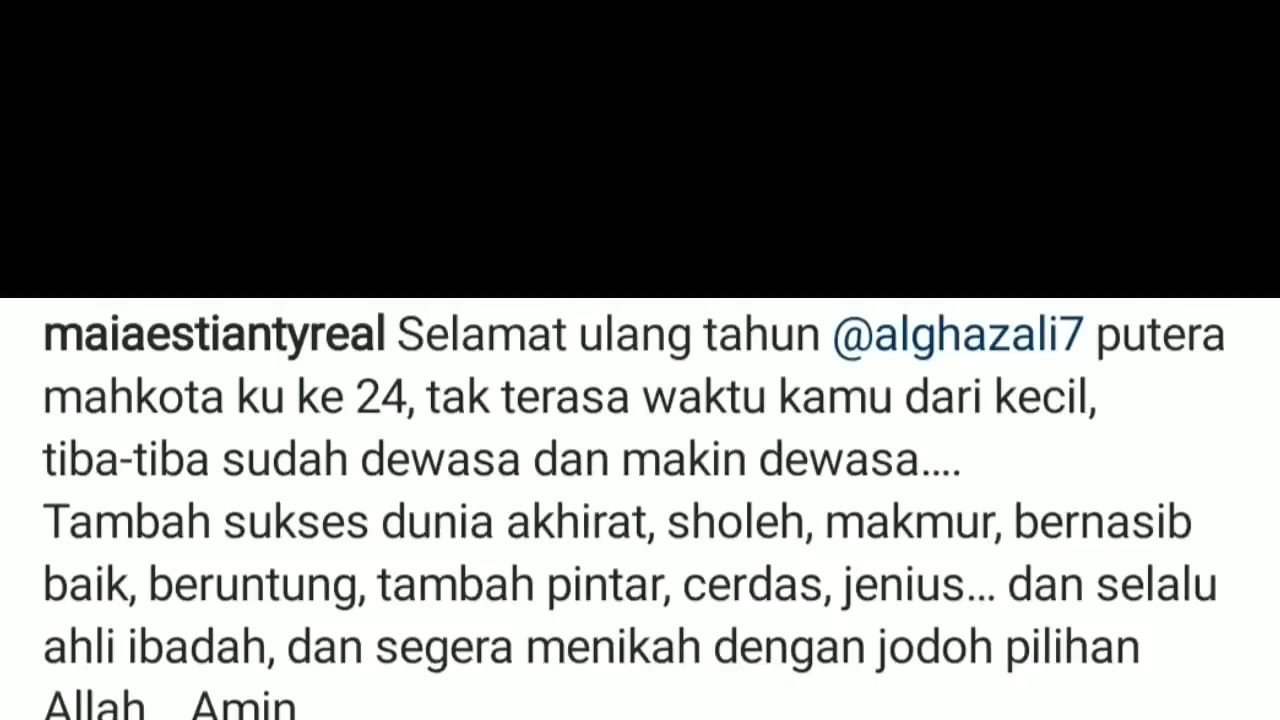 maiaestiantyreal Selamat ulang tahun @alghazali7 putera
mahkota ku ke 24, tak terasa waktu kamu dari kecil,
tiba-tiba sudah dewasa dan makin dewasa....
Tambah sukses dunia akhirat, sholeh, makmur, bernasib
baik, beruntung, tambah pintar, cerdas, jenius... dan selalu
ahli ibadah, dan segera menikah dengan jodoh pilihan
Allah Amin